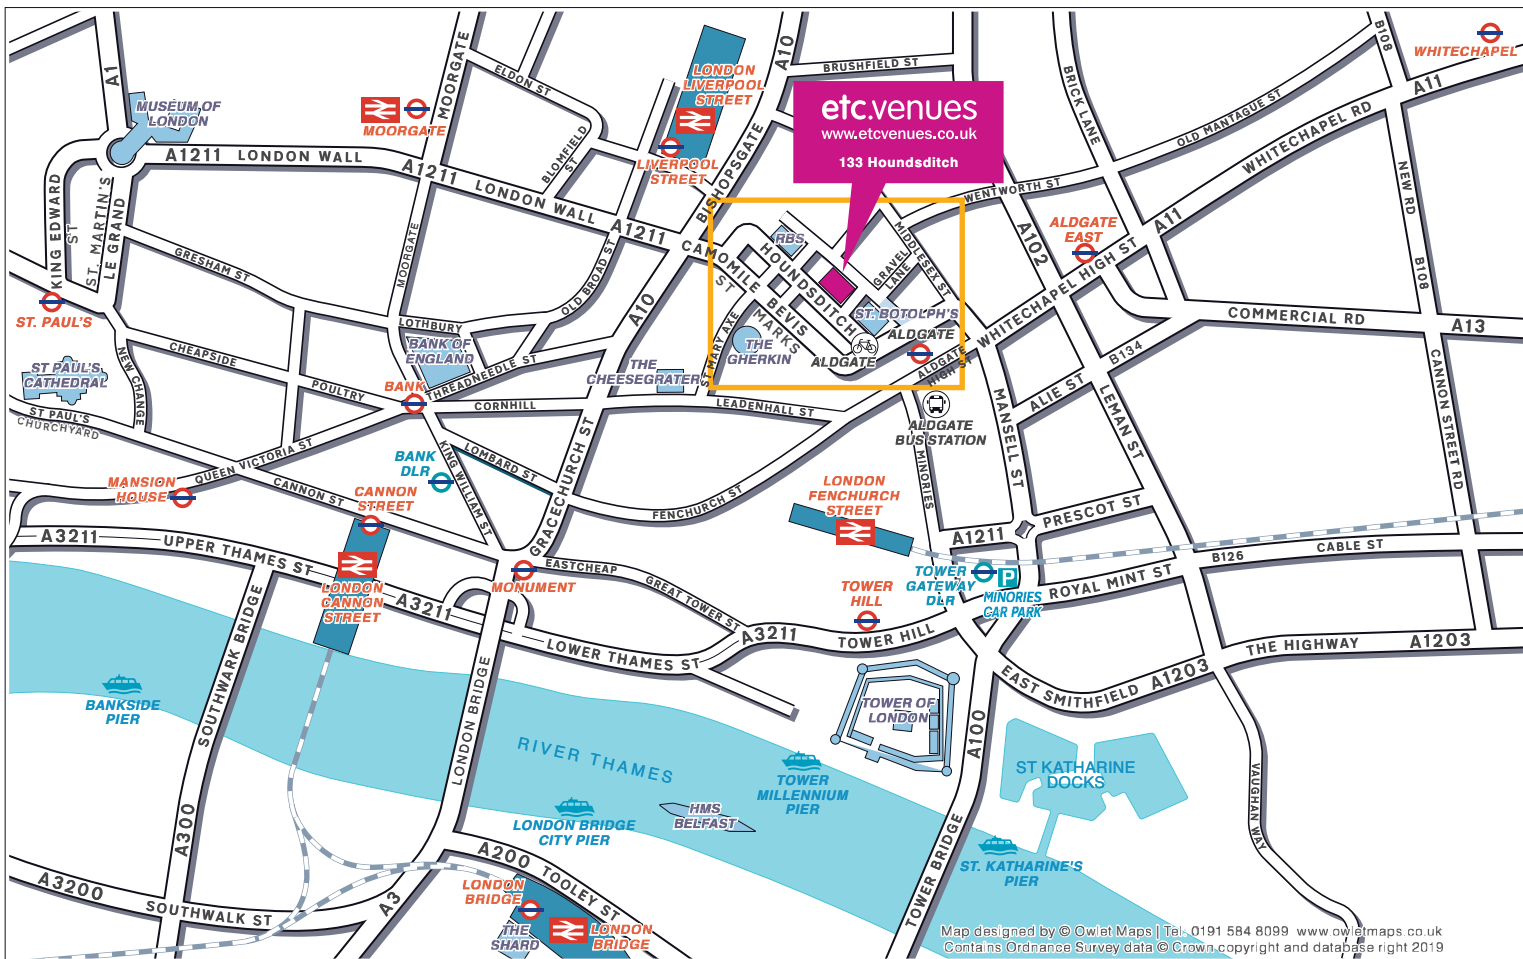 A1
MOORGATE
ELDON ST
A10
BRUSHFIELD ST
B108
WHITECHAPEL
A11
LONDON
LIVERPOOL
STREET
MUSEUM OF
LONDON
MOORGATE
BRICK LANE
OLD MANTAGUE ST
WHITECHAPEL RD
etc.venues
www.etcvenues.co.uk
133 Houndsditch
A1211
LONDON WALL
A1211
LONDON WALL
BLOMFIELD
ST
LIVERPOOL
STREET
BISHOPSGATE
WENTWORTH ST
NEW RD
KING EDWARD
ST
ST. MARTIN'S
LE GRAND
GRESHAM ST
MOORGATE
A1211
CAMOMILE
ST
RBS
HOUNDSDITCH
MIDDLESEX ST
GRAVEL
LANE
A102
ALDGATE
EAST
A11
B108
ST. PAUL'S
OLD BROAD ST
A10
BEVIS
MARKS
ST. BOTOLPH'S
ALDGATE
WHITECHAPEL HIGH ST
COMMERCIAL RD
A13
LOTHBURY
BANK OF
ENGLAND
CHEAPSIDE
NEW CHANGE
THREADNEEDLE ST
THE
CHEESEGRATER
ST MARY AXE
THE
GHERKIN
ALDGATE
ALDGATE
HIGH ST
B134
ST PAUL'S
CATHEDRAL
POULTRY
BANK
CORNHILL
LEADENHALL ST
ALIE ST
MANSELL ST
LEMAN ST
CANNON STREET RD
ST PAUL'S
CHURCHYARD
ALDGATE
BUS STATION
QUEEN VICTORIA ST
BANK
DLR
KING WILLIAM ST
LOMBARD ST
GRACECHURCH ST
MINORIES
MANSION
HOUSE
CANNON ST
CANNON
STREET
FENCHURCH ST
LONDON
FENCHURCH
STREET
PRESCOT ST
A1211
A3211
UPPER THAMES ST
EASTCHEAP
B126
CABLE ST
LONDON
CANNON
STREET
A3211
MONUMENT
GREAT TOWER ST
TOWER
HILL
TOWER
GATEWAY
DLR
P
MINORIES
CAR PARK
ROYAL MINT ST
A3211
TOWER HILL
SOUTHWARK BRIDGE
LOWER THAMES ST
THE HIGHWAY
A1203
EAST SMITHFIELD
A1203
BANKSIDE
PIER
LONDON BRIDGE
TOWER OF
LONDON
A100
RIVER THAMES
TOWER
MILLENNIUM
PIER
ST KATHARINE
DOCKS
VAUGHAN WAY
A300
LONDON BRIDGE
CITY PIER
HMS
BELFAST
TOWER BRIDGE
ST. KATHARINE'S
PIER
A3200
SOUTHWALK ST
A3
A200
TOOLEY ST
LONDON
BRIDGE
THE
SHARD
LONDON
BRIDGE
Map designed by © Owlet Maps | Tel: 0191 584 8099 www.owletmaps.co.uk
Contains Ordnance Survey data © Crown copyright and database right 2019